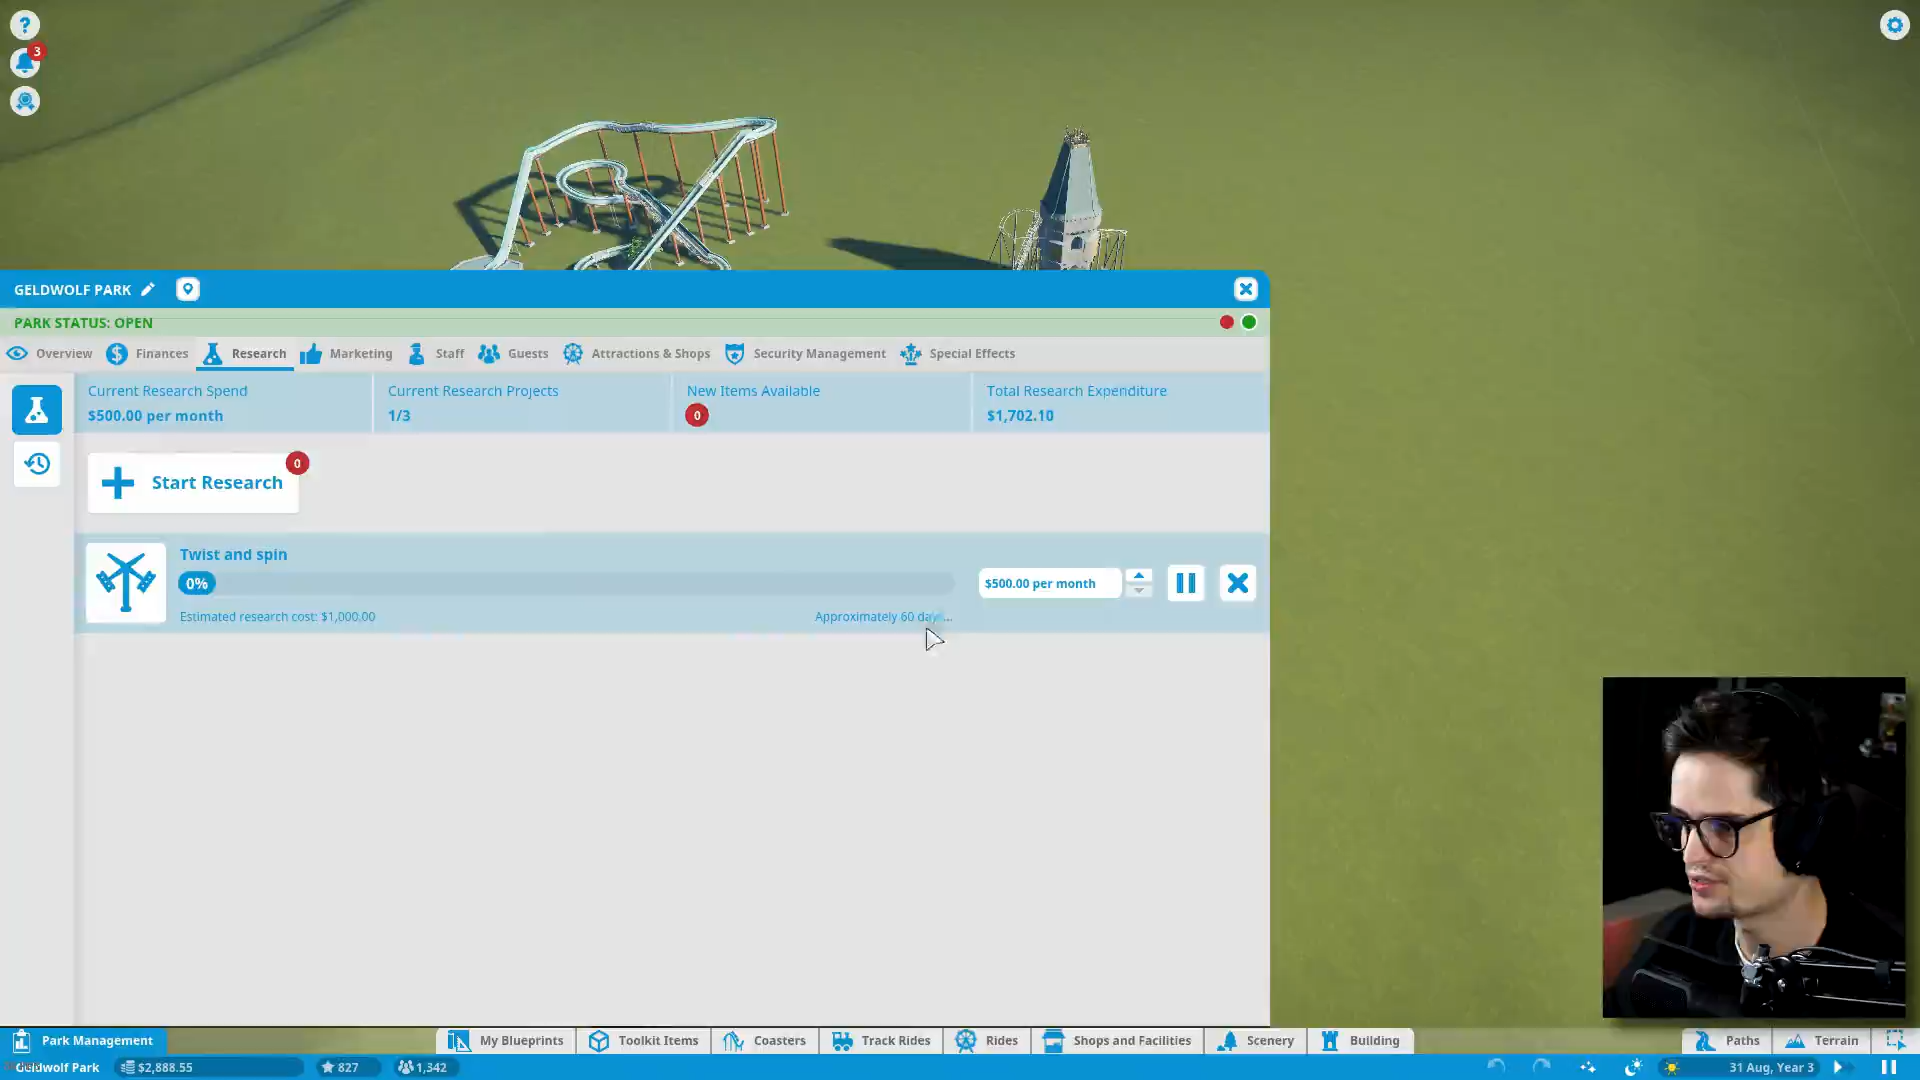 ?
3
GELDWOLF PARK
PARK STATUS: OPEN
Overview
Finances
Research
Marketing
Staff
Guests
Attractions & Shops
Security Management
Special Effects
Current Research Spend
$500.00 per month
Current Research Projects
1/3
New Items Available
0
Total Research Expenditure
$1,702.10
Start Research
0
Twist and spin
0%
$500.00 per month
Estimated research cost: $1,000.00
Approximately 60 day...
Park Management
My Blueprints
Toolkit Items
Coasters
Track Rides
Rides
Shops and Facilities
Scenery
Building
Paths
Terrain
Geldwolf Park
$2,888.55
827
1,342
31 Aug, Year 3